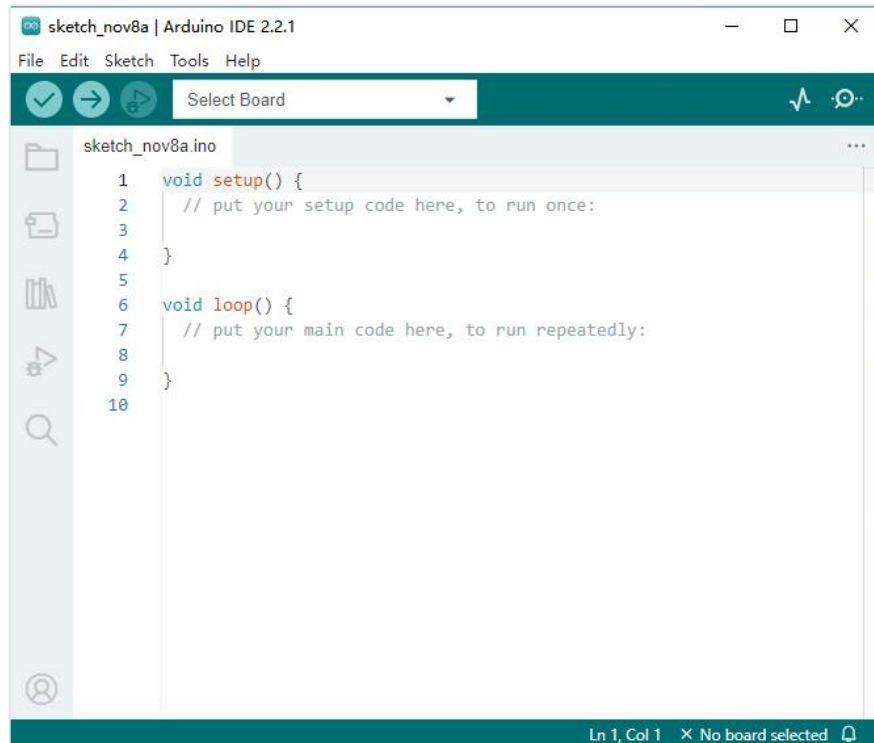 sketch_nov8a | Arduino IDE 2.2.1
File Edit Sketch Tools Help
Select Board
sketch_nov8a.ino
1 void setup() {
2 // put your setup code here, to run once:
3
4 }
5
6 void loop() {
7 // put your main code here, to run repeatedly:
8
9 }
10
Ln 1, Col 1 × No board selected